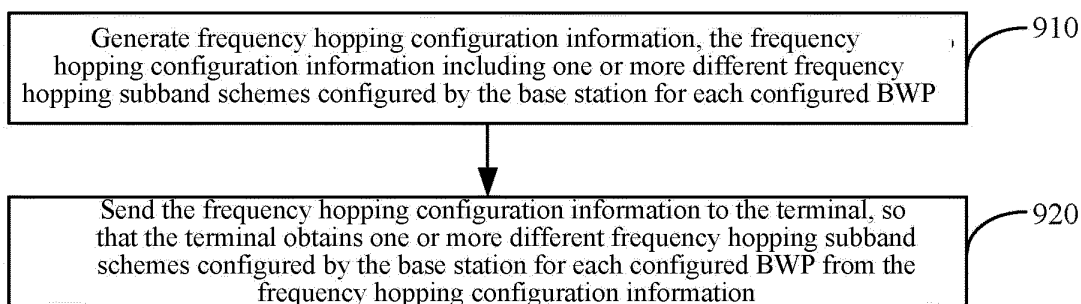 Generate frequency hopping configuration information, the frequency
hopping configuration information including one or more different frequency
hopping subband schemes configured by the base station for each configured BWP
910
Send the frequency hopping configuration information to the terminal, so
that the terminal obtains one or more different frequency hopping subband
schemes configured by the base station for each configured BWP from the
frequency hopping configuration information
920